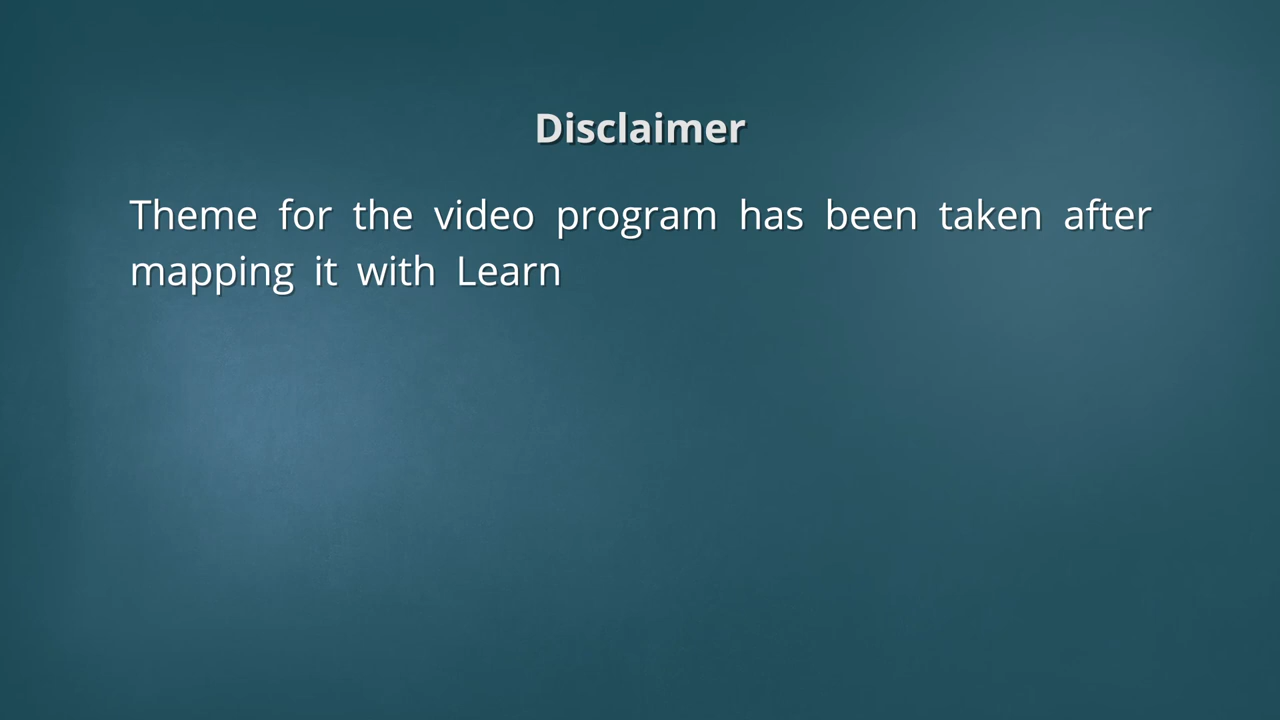 Disclaimer
Theme for the video program has been taken after
mapping it with Learn